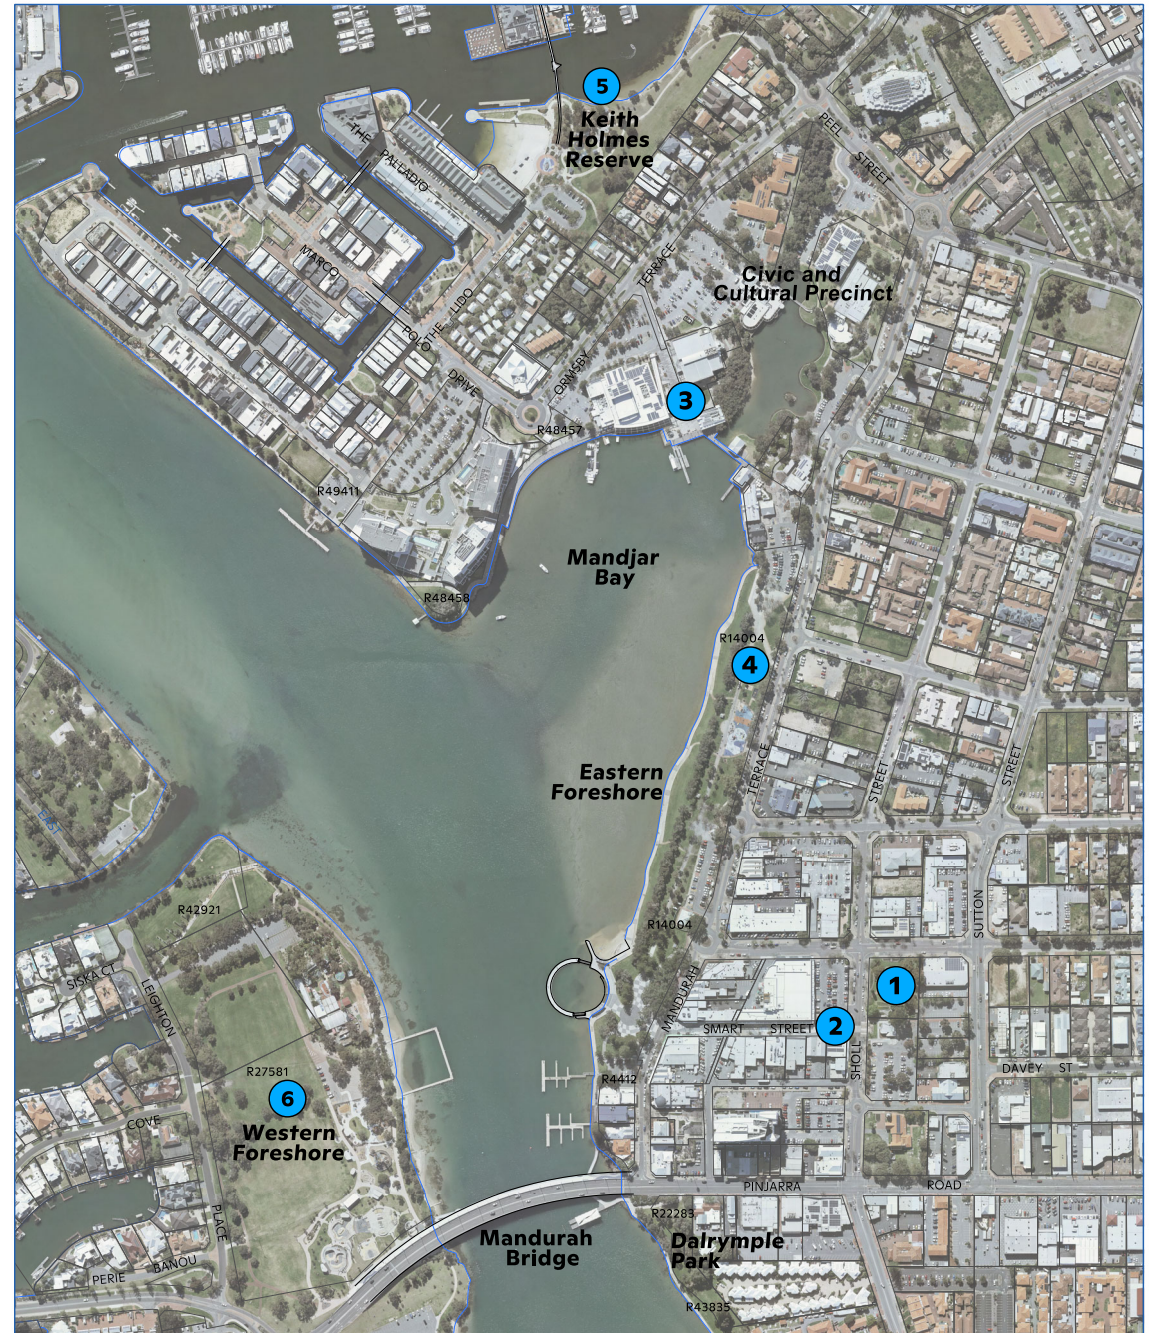 5
Keith
Holmes
Reserve
PEEL
STREET
THE
PALLADIO
TERRACE
Civic and
Cultural Precinct
MARCO
POLO
DRIVE
THE LIDO
ORMSBY
3
R48457
R49411
Mandjar
Bay
R48458
R14004
4
Eastern
Foreshore
TERRACE
STREET
STREET
EAST
R42921
R14004
SUTTON
SISKA CT
LEIGHTON
MANDURAH
1
SMART STREET
2
SHOLL
R27581
R4412
DAVEY ST
6
COVE
Western
Foreshore
PINJARRA ROAD
PLACE
R22283
Mandurah
Bridge
Dalrymple
Park
PERIE BANOU
R43835